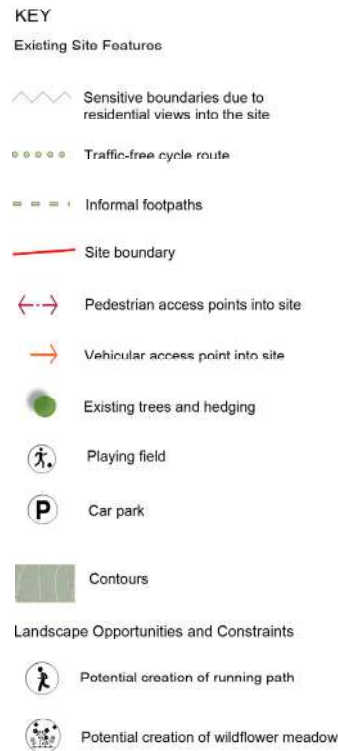 KEY
Existing Site Features
Sensitive boundaries due to
residential views into the site
Traffic-free cycle route
Informal footpaths
Site boundary
Pedestrian access points into site
Vehicular access point into site
Existing trees and hedging
Playing field
P
Car park
Contours
Landscape Opportunities and Constraints
Potential creation of running path
Potential creation of wildflower meadow